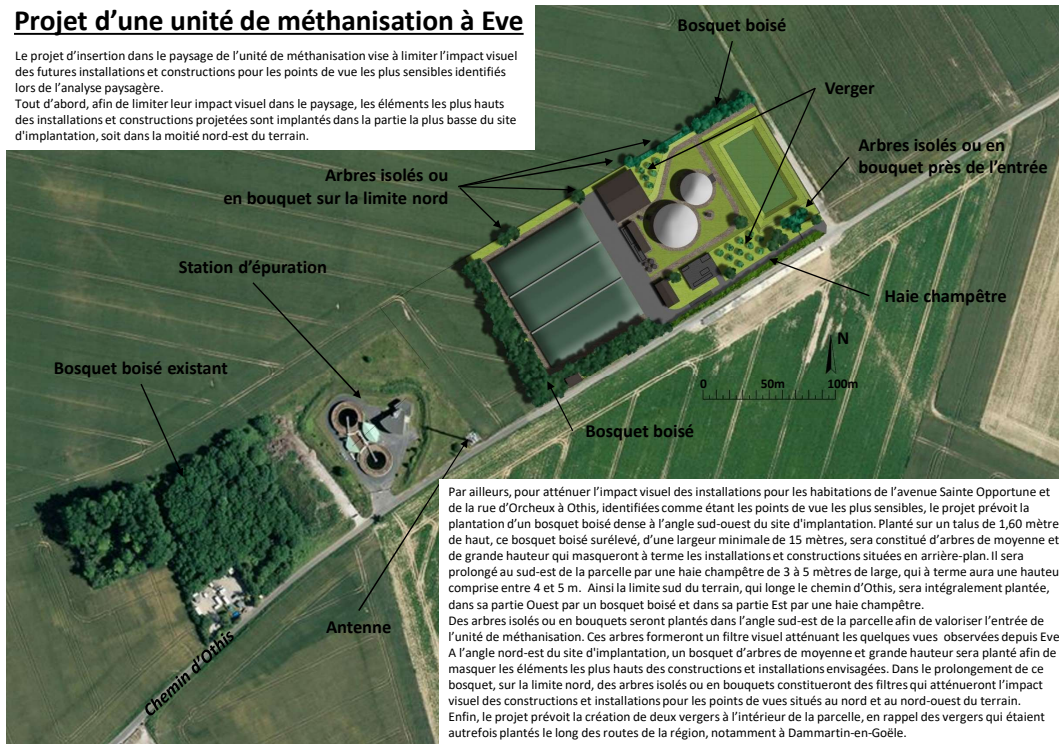 Projet d'une unité de méthanisation à Eve
Le projet d'insertion dans le paysage de l'unité de méthanisation vise à limiter l'impact visuel
des futures installations et constructions pour les points de vue les plus sensibles identifiés
lors de l'analyse paysagère.
Tout d'abord, afin de limiter leur impact visuel dans le paysage, les éléments les plus hauts
des installations et constructions projetées sont implantés dans la partie la plus basse du site
d'implantation, soit dans la moitié nord-est du terrain.
Bosquet boisé
Verger
Arbres isolés ou en
bouquet près de l'entrée
Arbres isolés ou
en bouquet sur la limite nord
Station d'épuration
Haie champêtre
Bosquet boisé existant
N
0 50m 100m
Bosquet boisé
Antenne
Chemin d'Othis
Par ailleurs, pour atténuer l'impact visuel des installations pour les habitations de l'avenue Sainte Opportune et
de la rue d'Orcheux à Othis, identifiées comme étant les points de vue les plus sensibles, le projet prévoit la
plantation d'un bosquet boisé dense à l'angle sud-ouest du site d'implantation. Planté sur un talus de 1,60 mètre
de haut, ce bosquet boisé surélevé, d'une largeur minimale de 15 mètres, sera constitué d'arbres de moyenne et
de grande hauteur qui masqueront à terme les installations et constructions situées en arrière-plan. Il sera
prolongé au sud-est de la parcelle par une haie champêtre de 3 à 5 mètres de large, qui à terme aura une hauteu
comprise entre 4 et 5 m. Ainsi la limite sud du terrain, qui longe le chemin d'Othis, sera intégralement plantée,
dans sa partie Ouest par un bosquet boisé et dans sa partie Est par une haie champêtre.
Des arbres isolés ou en bouquets seront plantés dans l'angle sud-est de la parcelle afin de valoriser l'entrée de
l'unité de méthanisation. Ces arbres formeront un filtre visuel atténuant les quelques vues observées depuis Eve
A l'angle nord-est du site d'implantation, un bosquet d'arbres de moyenne et grande hauteur sera planté afin de
masquer les éléments les plus hauts des constructions et installations envisagées. Dans le prolongement de ce
bosquet, sur la limite nord, des arbres isolés ou en bouquets constitueront des filtres qui atténueront l'impact
visuel des constructions et installations pour les points de vues situés au nord et au nord-ouest du terrain.
Enfin, le projet prévoit la création de deux vergers à l'intérieur de la parcelle, en rappel des vergers qui étaient
autrefois plantés le long des routes de la région, notamment à Dammartin-en-Goële.